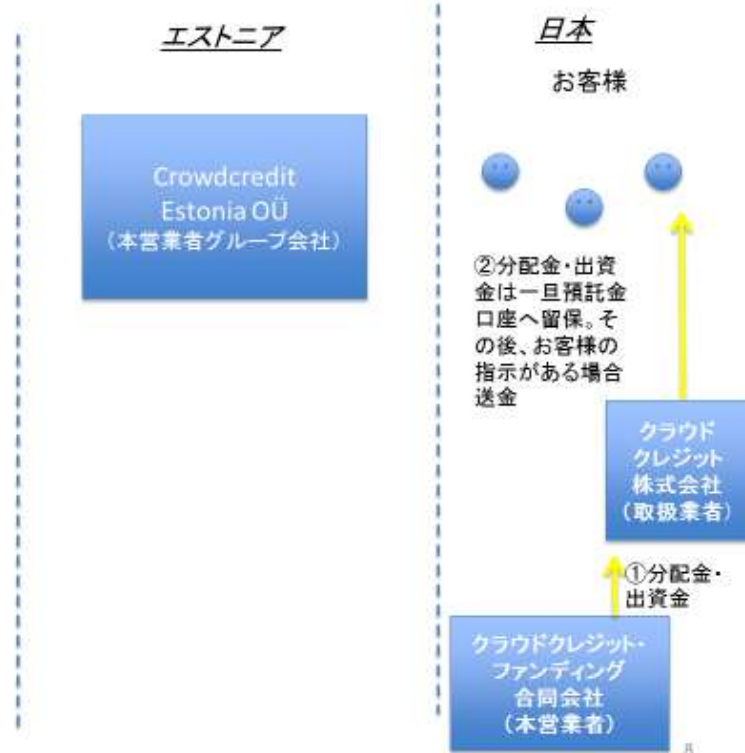 エストニア
日本
お客様
Crowdcredit
Estonia OÜ
（本営業者グループ会社）
②分配金・出資
金は一旦預託金
口座へ留保。そ
の後、お客様の
指示がある場合
送金
クラウド
クレジット
株式会社
（取扱業者）
①分配金・
出資金
クラウドクレジット・
ファンディング
合同会社
（本営業者）
8